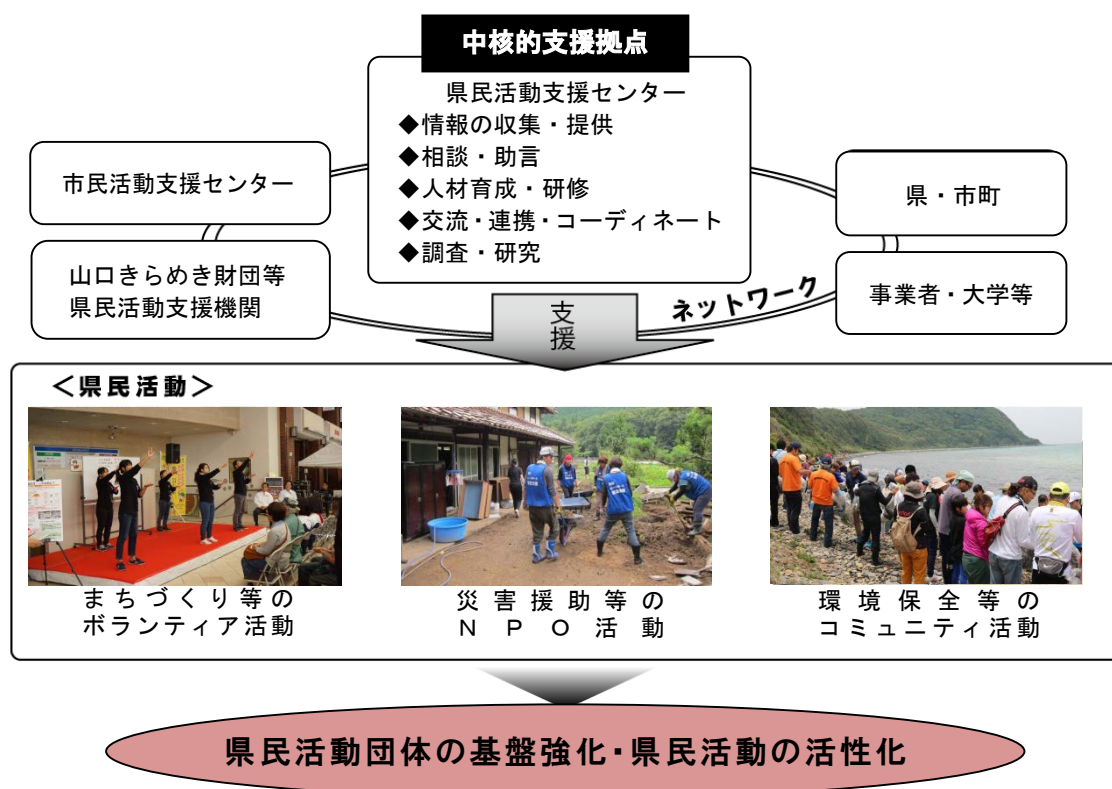 中核的支援拠点
県民活動支援センター
◆情報の収集・提供
◆相談・助言
◆人材育成・研修
◆交流・連携・コーディネート
◆調査・研究
市民活動支援センター
山口きらめき財団等
県民活動支援機関
県・市町
事業者・大学等
ネットワーク
支援
＜県民活動＞
まちづくり等の
ボランティア活動
災害援助等の
ＮＰＯ活動
環境保全等の
コミュニティ活動
県民活動団体の基盤強化・県民活動の活性化